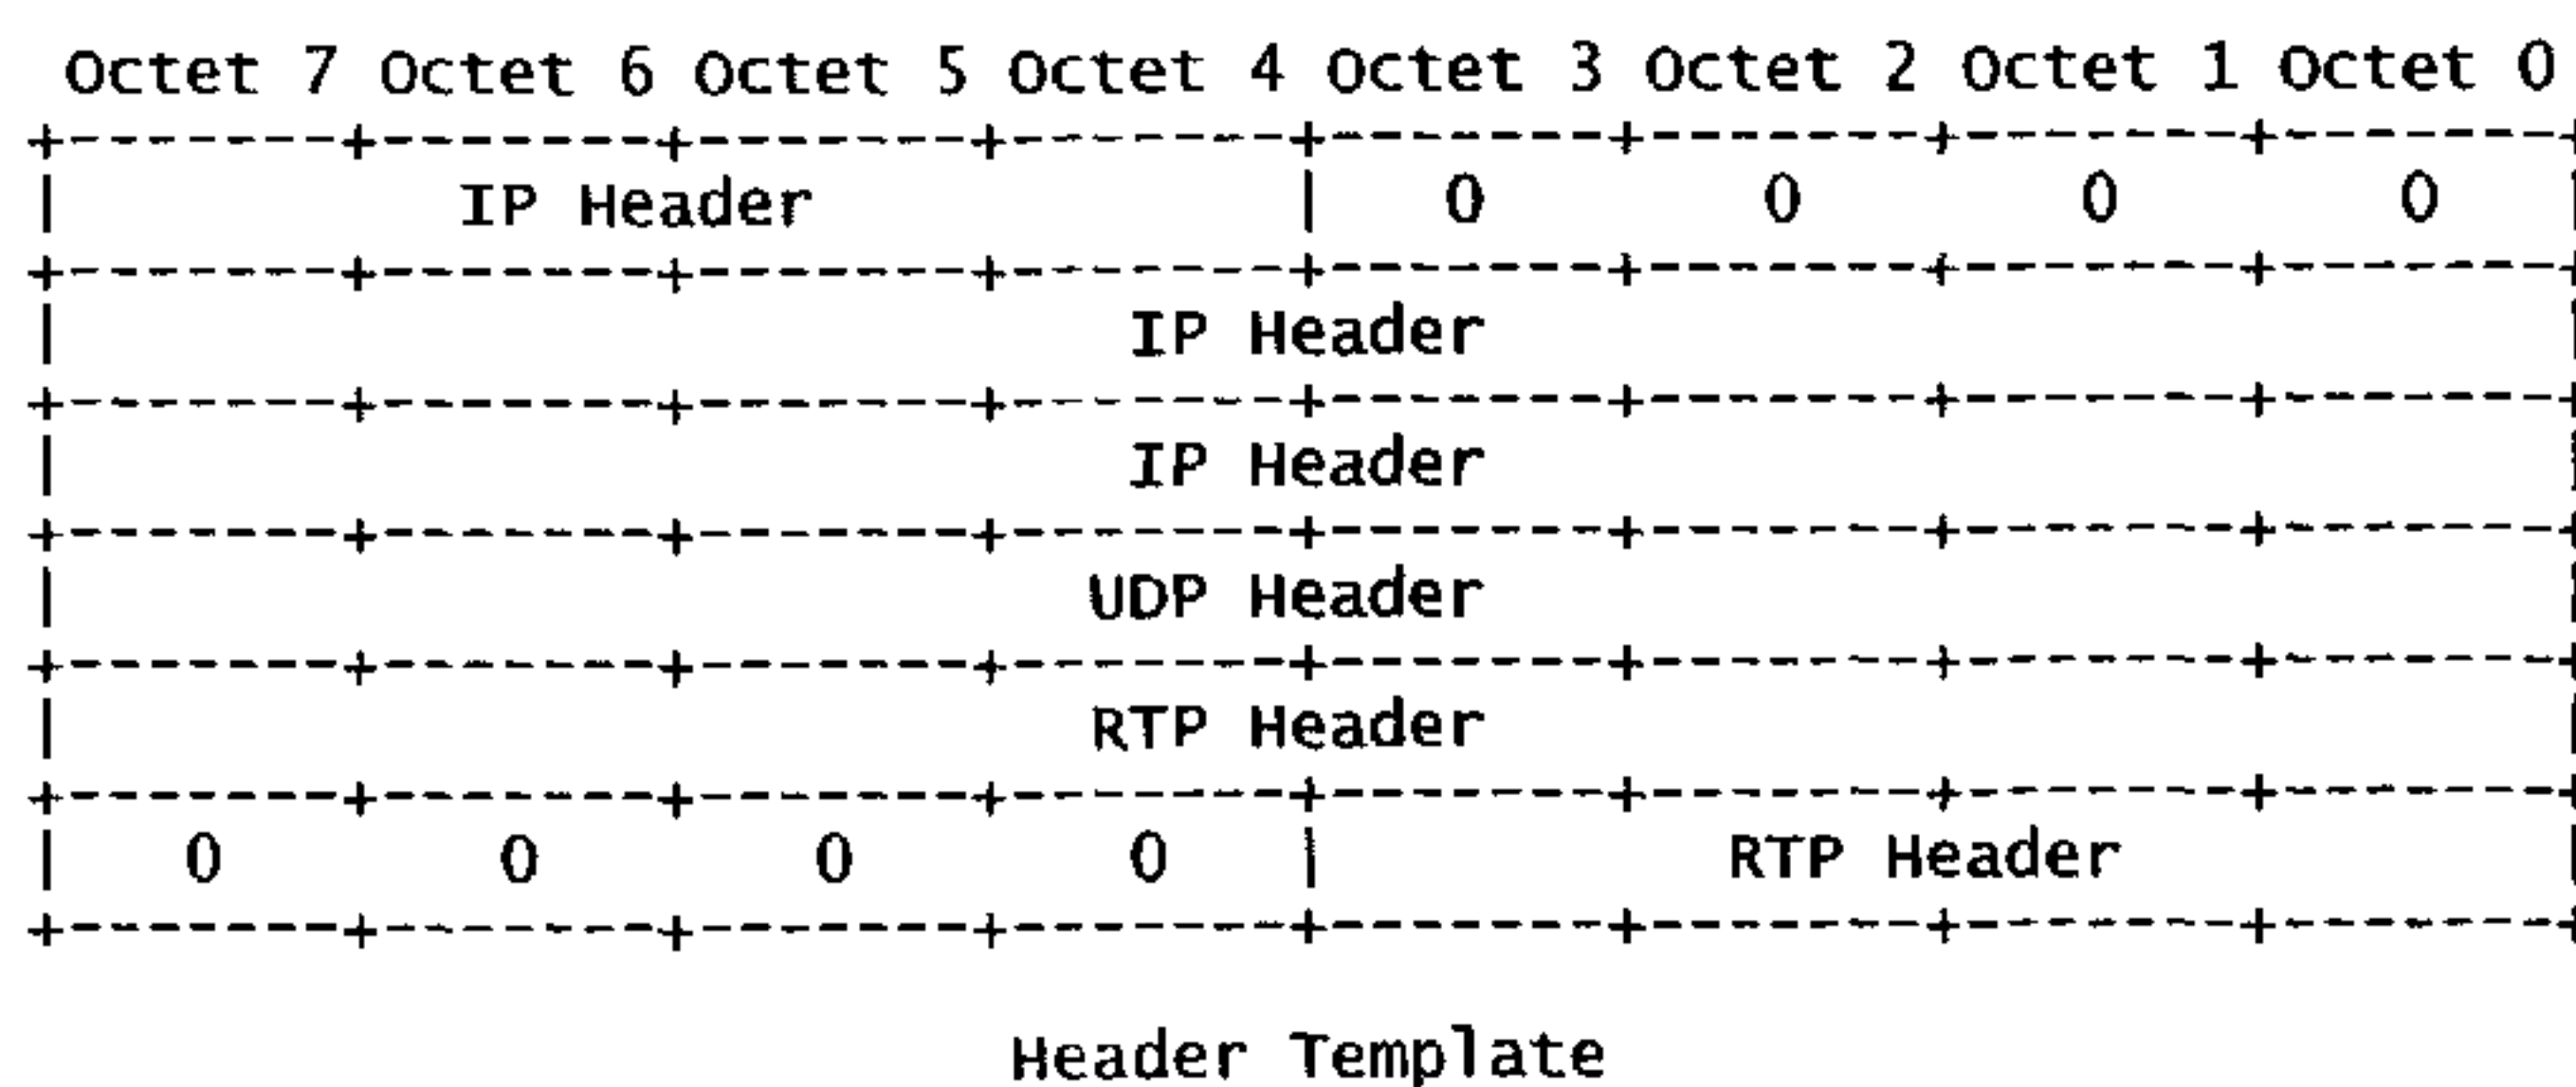 Octet 7 Octet 6 Octet 5 Octet 4 Octet 3 Octet 2 Octet 1 Octet 0
IP Header | 0 0 0 0
IP Header
IP Header
UDP Header
RTP Header
0 0 0 0 | RTP Header
Header Template